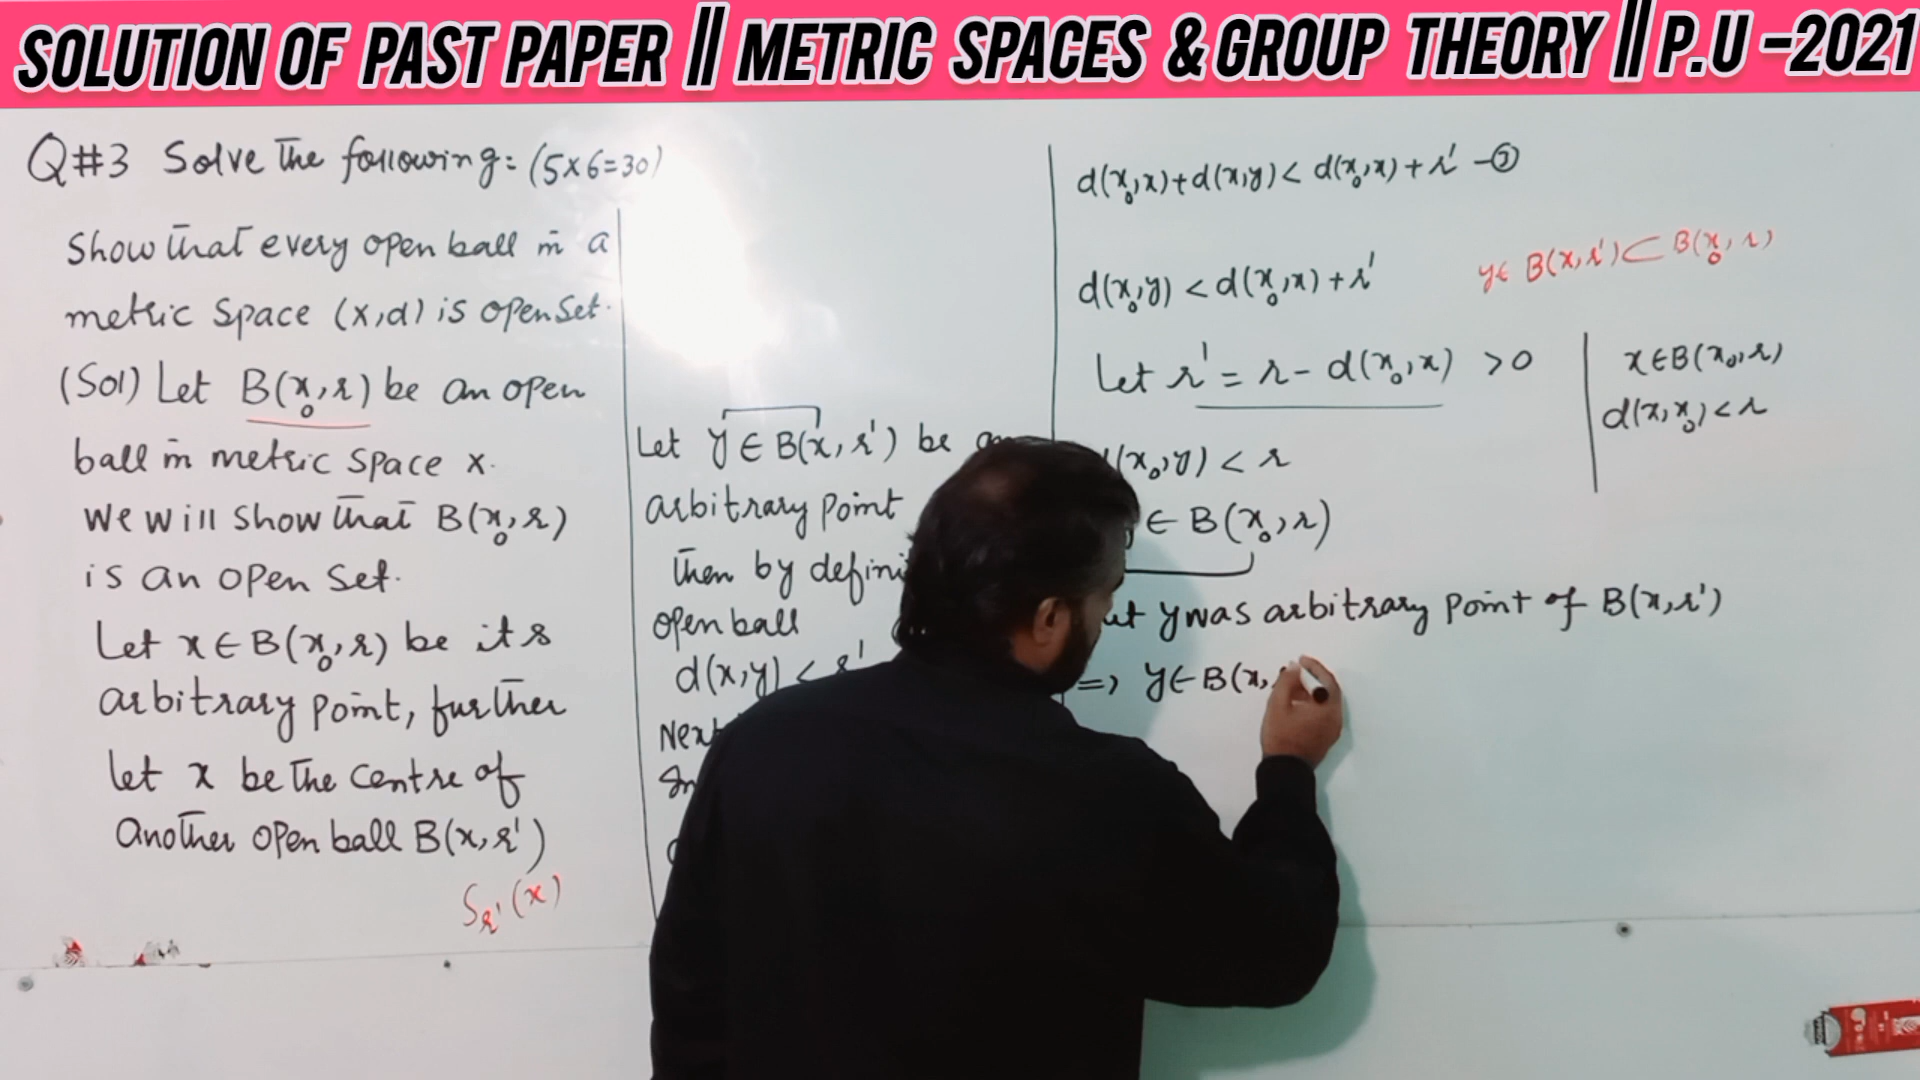 SOLUTION OF PAST PAPER || METRIC SPACES & GROUP THEORY || P.U -2021
Q#3 Solve the following: (5×6=30)
Show that every open ball in a
metric space (X,d) is open set.
(Sol) Let B(x₀,r) be an open
ball in metric space X.
We will show that B(x₀,r)
is an open set.
Let x∈B(x₀,r) be its
arbitrary point, further
let x be the centre of
another open ball B(x,r')
Sr'(x)
Let y∈B(x,r') be
arbitrary point
then by
open ball
d(x,y) < r'
Next
d(x₀,x)+d(x,y) < d(x₀,x)+r' -②
d(x₀,y) < d(x₀,x)+r'
y∈ B(x,r')⊂B(x₀,r)
Let r' = r - d(x₀,x) >0
x∈B(x₀,r)
d(x,x₀)<r
(x₀,y) < r
∈ B(x₀,r)
y was arbitrary point of B(x,r')
=> y∈B(x,